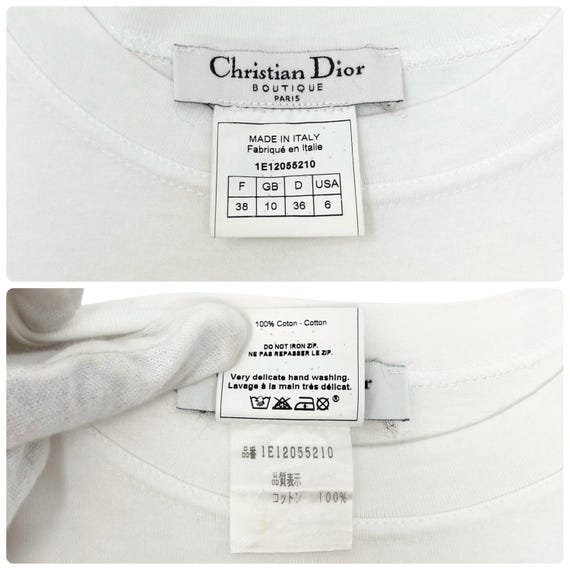 Christian Dior
BOUTIQUE
PARIS
MADE IN ITALY
Fabriqué en Italie
1E12055210
F GB D USA
38 10 36 6
100% Coton - Cotton
DO NOT IRON ZIP.
NE PAS REPASSER LE ZIP.
Very delicate hand washing.
Lavage à la main très délicat.
®
or
品番 1E12055210
品質表示
コットン 100%